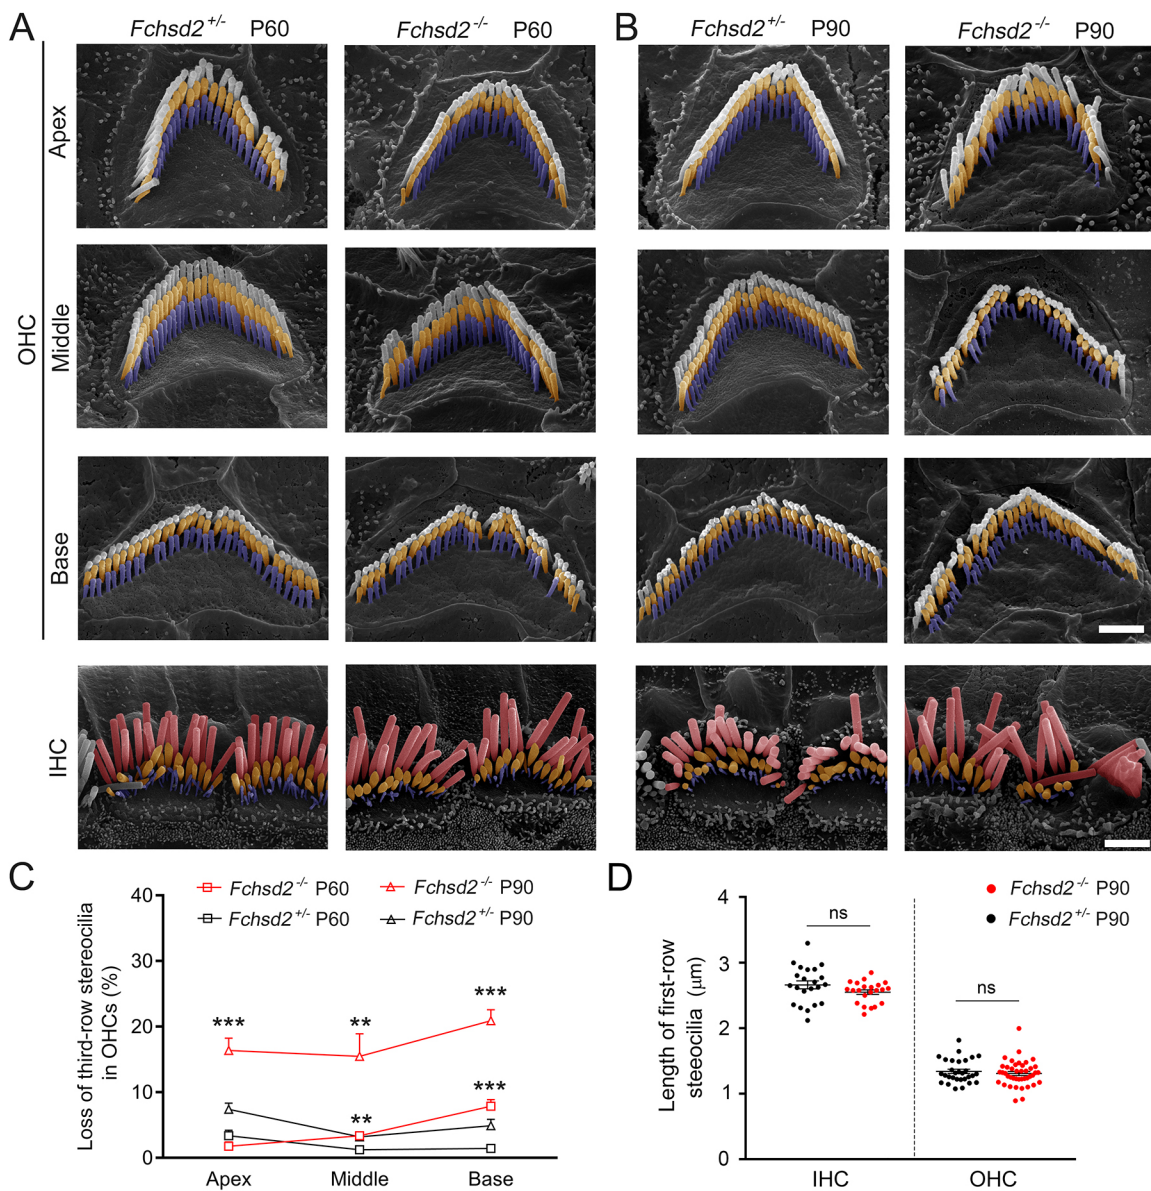 A
Fchsd2 +/- P60
Fchsd2 -/- P60
B
Fchsd2 +/- P90
Fchsd2 -/- P90
OHC
Apex
Middle
Base
IHC
C
Fchsd2 -/- P60
Fchsd2 -/- P90
Fchsd2 +/- P60
Fchsd2 +/- P90
Loss of third-row stereocilia
in OHCs (%)
40
30
20
10
0
***
**
***
***
**
Apex
Middle
Base
D
Fchsd2 -/- P90
Fchsd2 +/- P90
Length of first-row
steeocilia (μm)
4
3
2
1
0
ns
ns
IHC
OHC